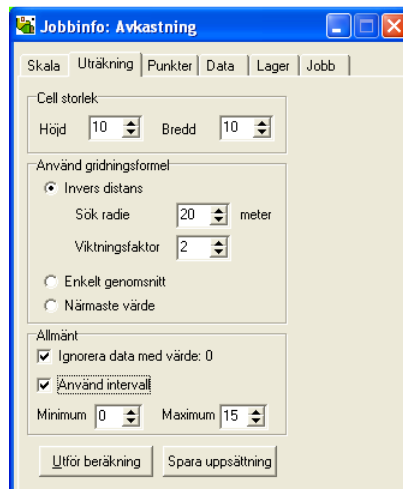 Jobbinfo: Avkastning
Skala Uträkning Punkter Data Lager Jobb
Cell storlek
Höjd 10 Bredd 10
Använd gridningsformel
Invers distans
Sök radie 20 meter
Viktningsfaktor 2
Enkelt genomsnitt
Närmaste värde
Allmänt
Ignorera data med värde: 0
Använd intervall
Minimum 0 Maximum 15
Utför beräkning Spara uppsättning